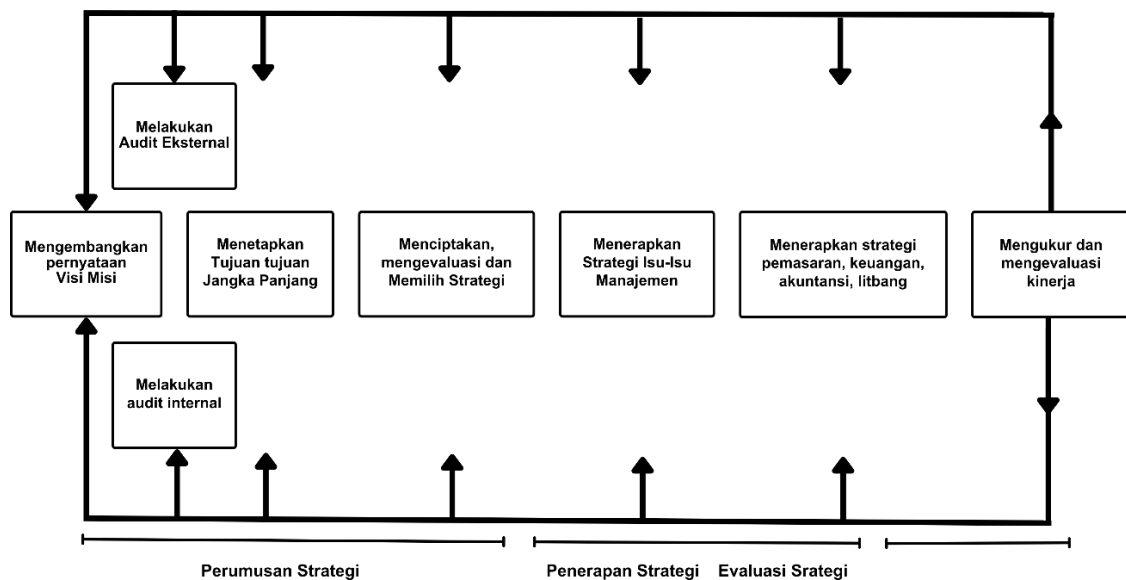 Melakukan
Audit Eksternal
Mengembangkan
pernyataan
Visi Misi
Menetapkan
Tujuan tujuan
Jangka Panjang
Menciptakan,
mengevaluasi dan
Memilih Strategi
Menerapkan
Strategi Isu-Isu
Manajemen
Menerapkan strategi
pemasaran, keuangan,
akuntansi, litbang
Mengukur dan
mengevaluasi
kinerja
Melakukan
audit internal
Perumusan Strategi
Penerapan Strategi
Evaluasi Srategi